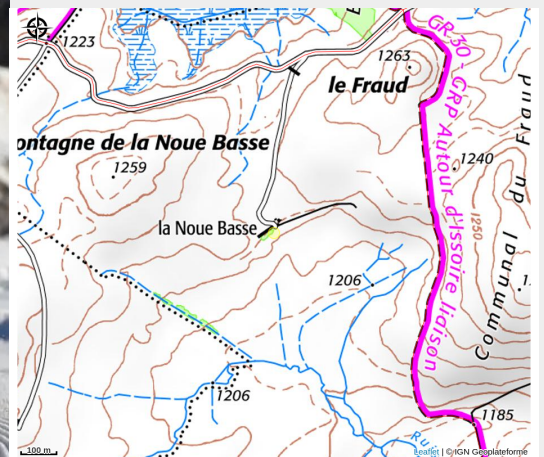 1223
1263
le Fraud
GR 30 - GRP Autour d'Issoire liaison
ontagne de la Noue Basse
1259
1240
1250
Communal du Fraud
la Noue Basse
1206
1206
1185
100 m
Leaflet | © IGN Geoplateforme